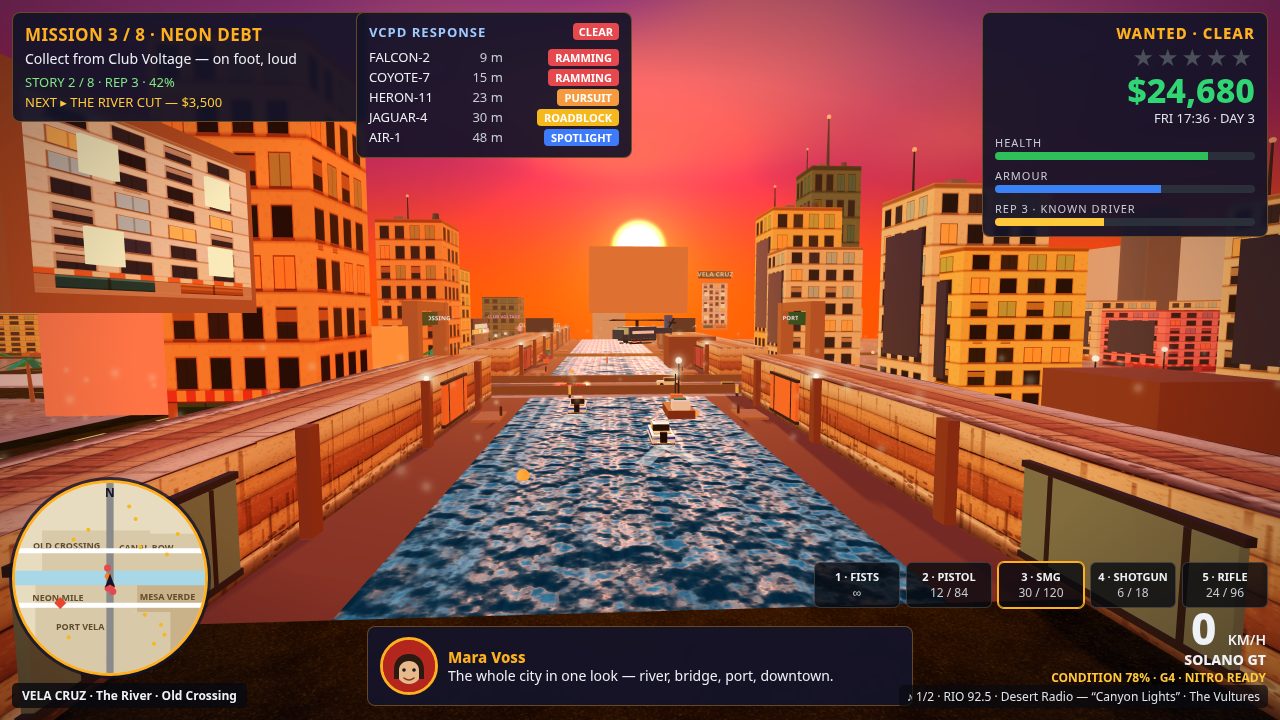 MISSION 3 / 8 · NEON DEBT
Collect from Club Voltage — on foot, loud
STORY 2 / 8 · REP 3 · 42%
NEXT ▸ THE RIVER CUT — $3,500
VCPD RESPONSE
CLEAR
FALCON-2 9 m RAMMING
COYOTE-7 15 m RAMMING
HERON-11 23 m PURSUIT
JAGUAR-4 30 m ROADBLOCK
AIR-1 48 m SPOTLIGHT
WANTED · CLEAR
★★★★★
$24,680
FRI 17:36 · DAY 3
HEALTH
ARMOUR
REP 3 · KNOWN DRIVER
VELA CRUZ
PORT
N
OLD CROSSING
CANAL ROW
NEON MILE
MESA VERDE
PORT VELA
VELA CRUZ · The River · Old Crossing
Mara Voss
The whole city in one look — river, bridge, port, downtown.
1 · FISTS
∞
2 · PISTOL
12 / 84
3 · SMG
30 / 120
4 · SHOTGUN
6 / 18
5 · RIFLE
24 / 96
0 KM/H
SOLANO GT
CONDITION 78% · G4 · NITRO READY
♪ 1/2 · RIO 92.5 · Desert Radio — “Canyon Lights” · The Vultures